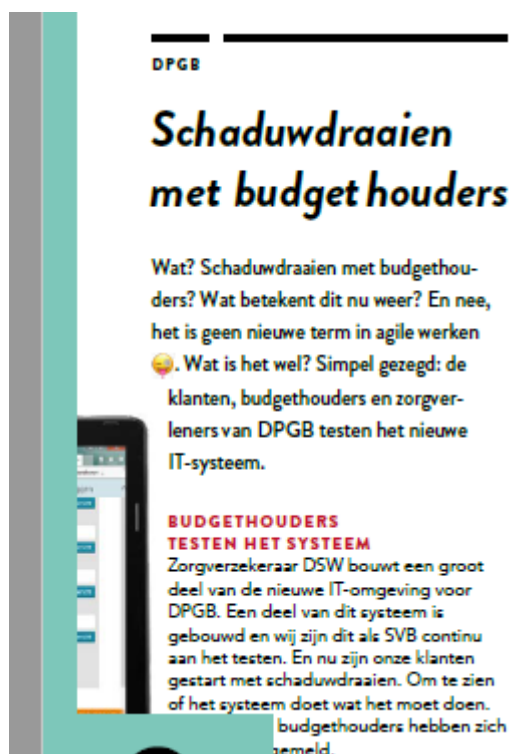 DPGB
Schaduwdraaien
met budgethouders
Wat? Schaduwdraaien met budgethou-
ders? Wat betekent dit nu weer? En nee,
het is geen nieuwe term in agile werken
😜. Wat is het wel? Simpel gezegd: de
klanten, budgethouders en zorgver-
leners van DPGB testen het nieuwe
IT-systeem.
BUDGETHOUDERS
TESTEN HET SYSTEEM
Zorgverzekeraar DSW bouwt een groot
deel van de nieuwe IT-omgeving voor
DPGB. Een deel van dit systeem is
gebouwd en wij zijn dit als SVB continu
aan het testen. En nu zijn onze klanten
gestart met schaduwdraaien. Om te zien
of het systeem doet wat het moet doen.
budgethouders hebben zich
gemeld.